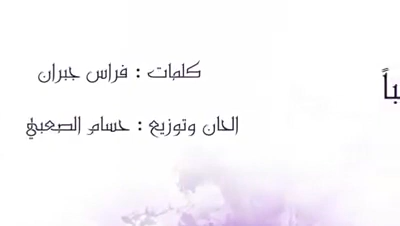 كلمات : فراس جبران
الحان وتوزيع : حسام الصعبي